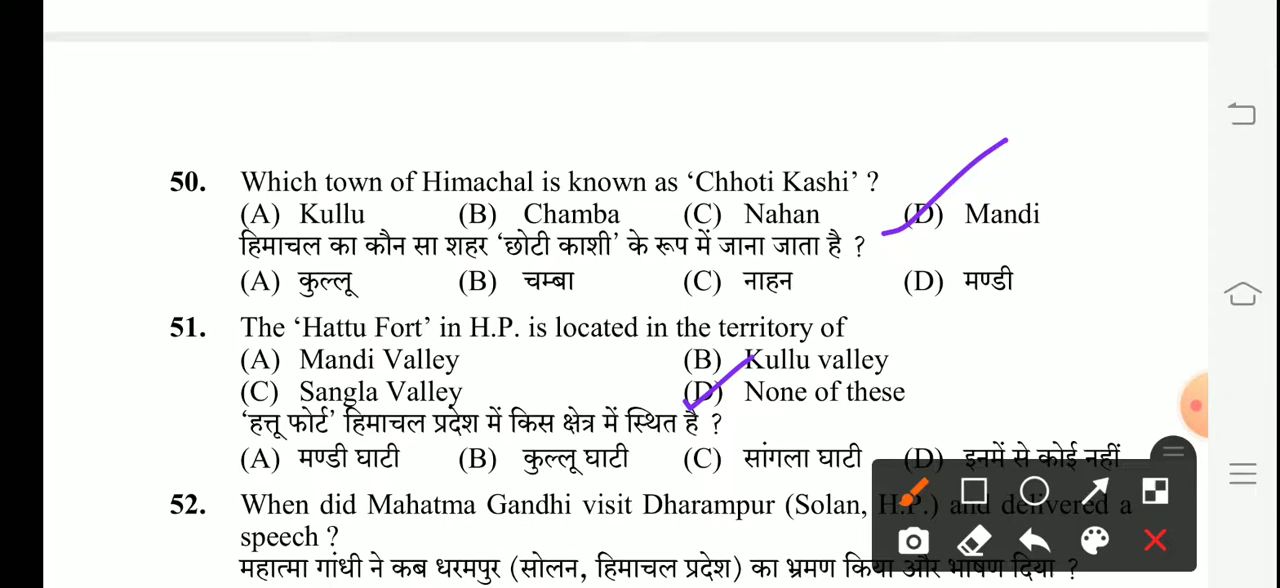 50. Which town of Himachal is known as ‘Chhoti Kashi’ ?
(A) Kullu (B) Chamba (C) Nahan (D) Mandi
हिमाचल का कौन सा शहर ‘छोटी काशी’ के रूप में जाना जाता है ?
(A) कुल्लू (B) चम्बा (C) नाहन (D) मण्डी
51. The ‘Hattu Fort’ in H.P. is located in the territory of
(A) Mandi Valley (B) Kullu valley
(C) Sangla Valley (D) None of these
‘हत्तू फोर्ट’ हिमाचल प्रदेश में किस क्षेत्र में स्थित है ?
(A) मण्डी घाटी (B) कुल्लू घाटी (C) सांगला घाटी (D) इनमें से कोई नहीं
52. When did Mahatma Gandhi visit Dharampur (Solan, H.P.) and delivered a
speech ?
महात्मा गांधी ने कब धरमपुर (सोलन, हिमाचल प्रदेश) का भ्रमण किया और भाषण दिया ?